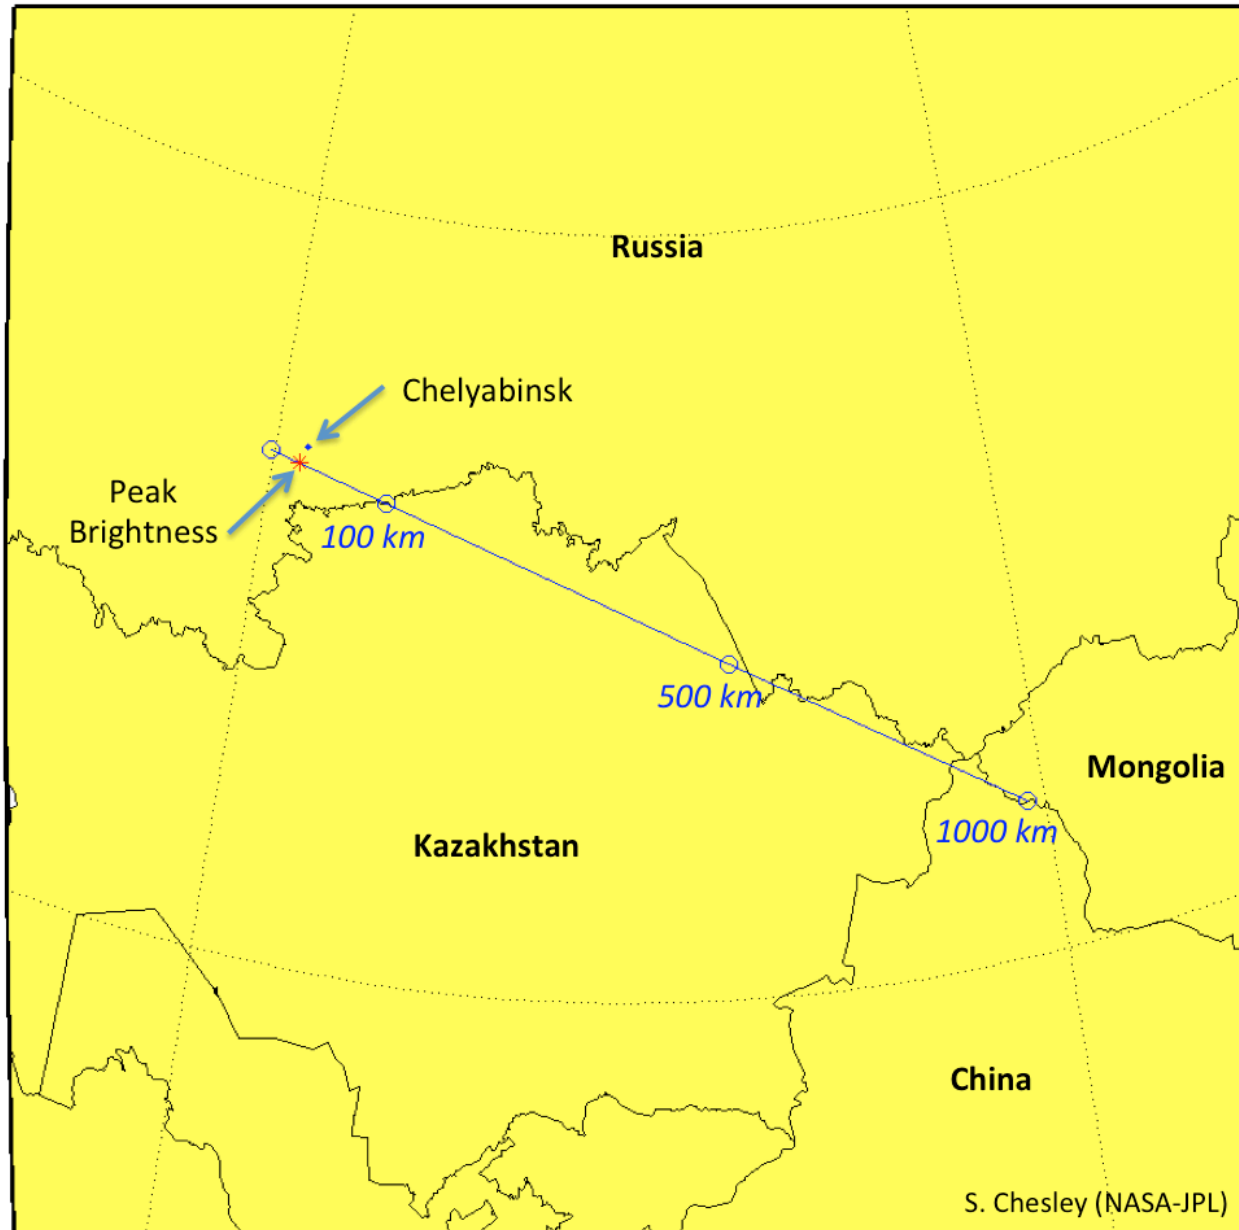 Russia
Chelyabinsk
Peak
Brightness
100 km
500 km
Mongolia
1000 km
Kazakhstan
China
S. Chesley (NASA-JPL)